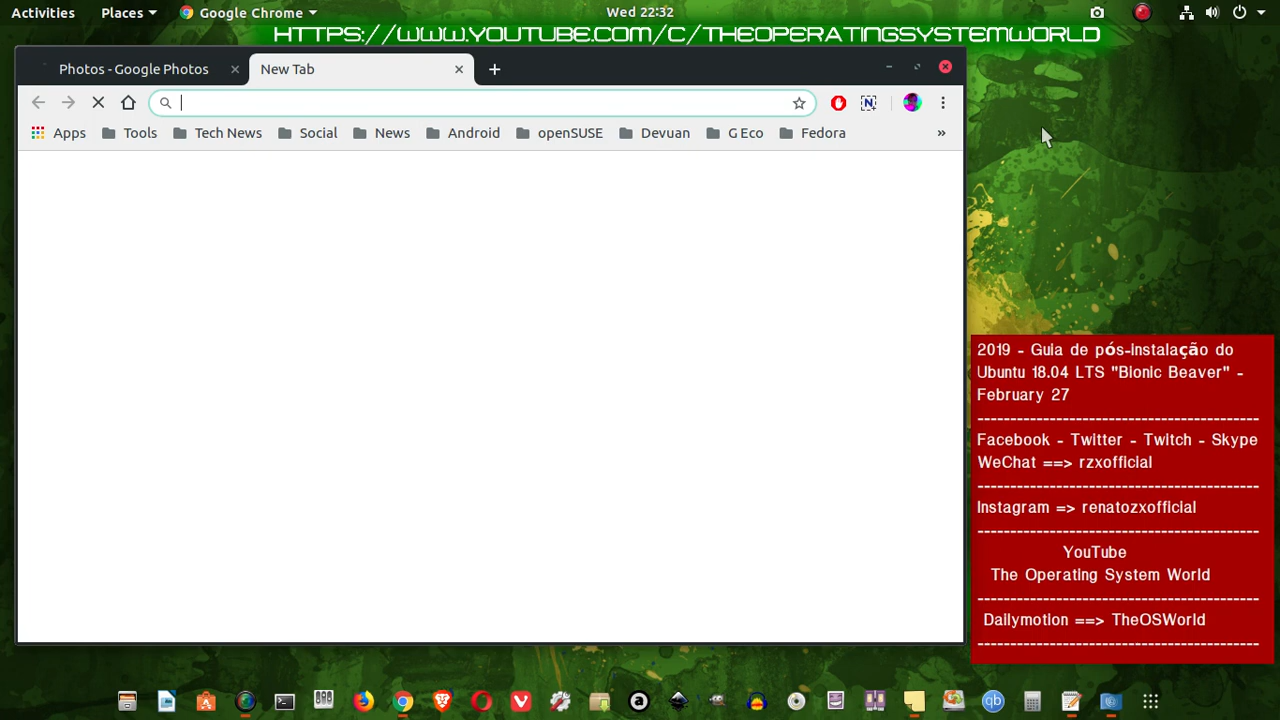 Activities Places Google Chrome Wed 22:32
HTTPS://WWW.YOUTUBE.COM/C/THEOPERATINGSYSTEMWORLD
Photos - Google Photos New Tab
Apps Tools Tech News Social News Android openSUSE Devuan G Eco Fedora »
2019 - Guia de pós-Instalação do
Ubuntu 18.04 LTS "Bionic Beaver" -
February 27
Facebook - Twitter - Twitch - Skype
WeChat ==> rzxofficial
Instagram => renatozxofficial
YouTube
The Operating System World
Dailymotion ==> TheOSWorld